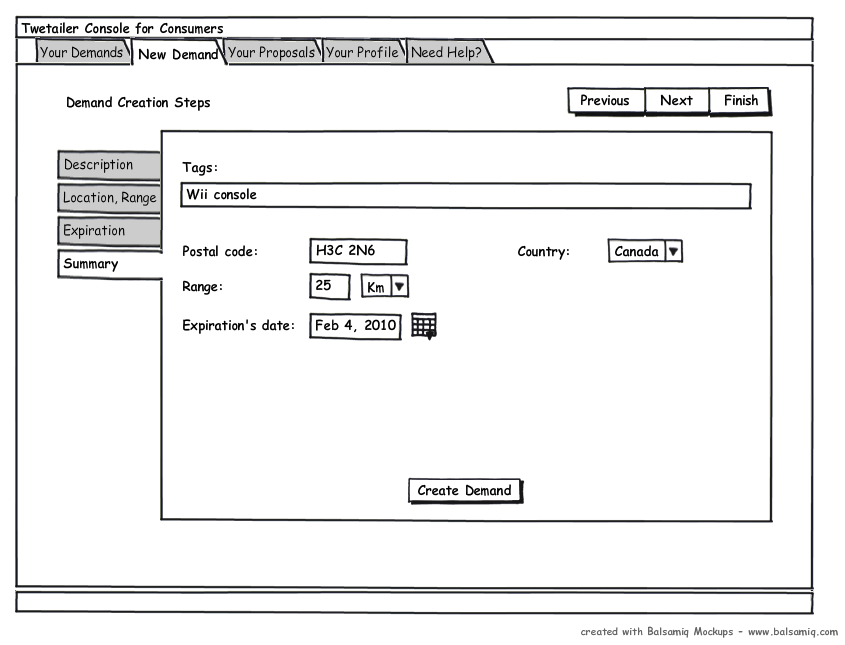 Twetailer Console for Consumers
Your Demands New Demand Your Proposals Your Profile Need Help?
Demand Creation Steps
Previous Next Finish
Description
Location, Range
Expiration
Summary
Tags:
Wii console
Postal code: H3C 2N6 Country: Canada
Range: 25 Km
Expiration's date: Feb 4, 2010
Create Demand
created with Balsamiq Mockups - www.balsamiq.com